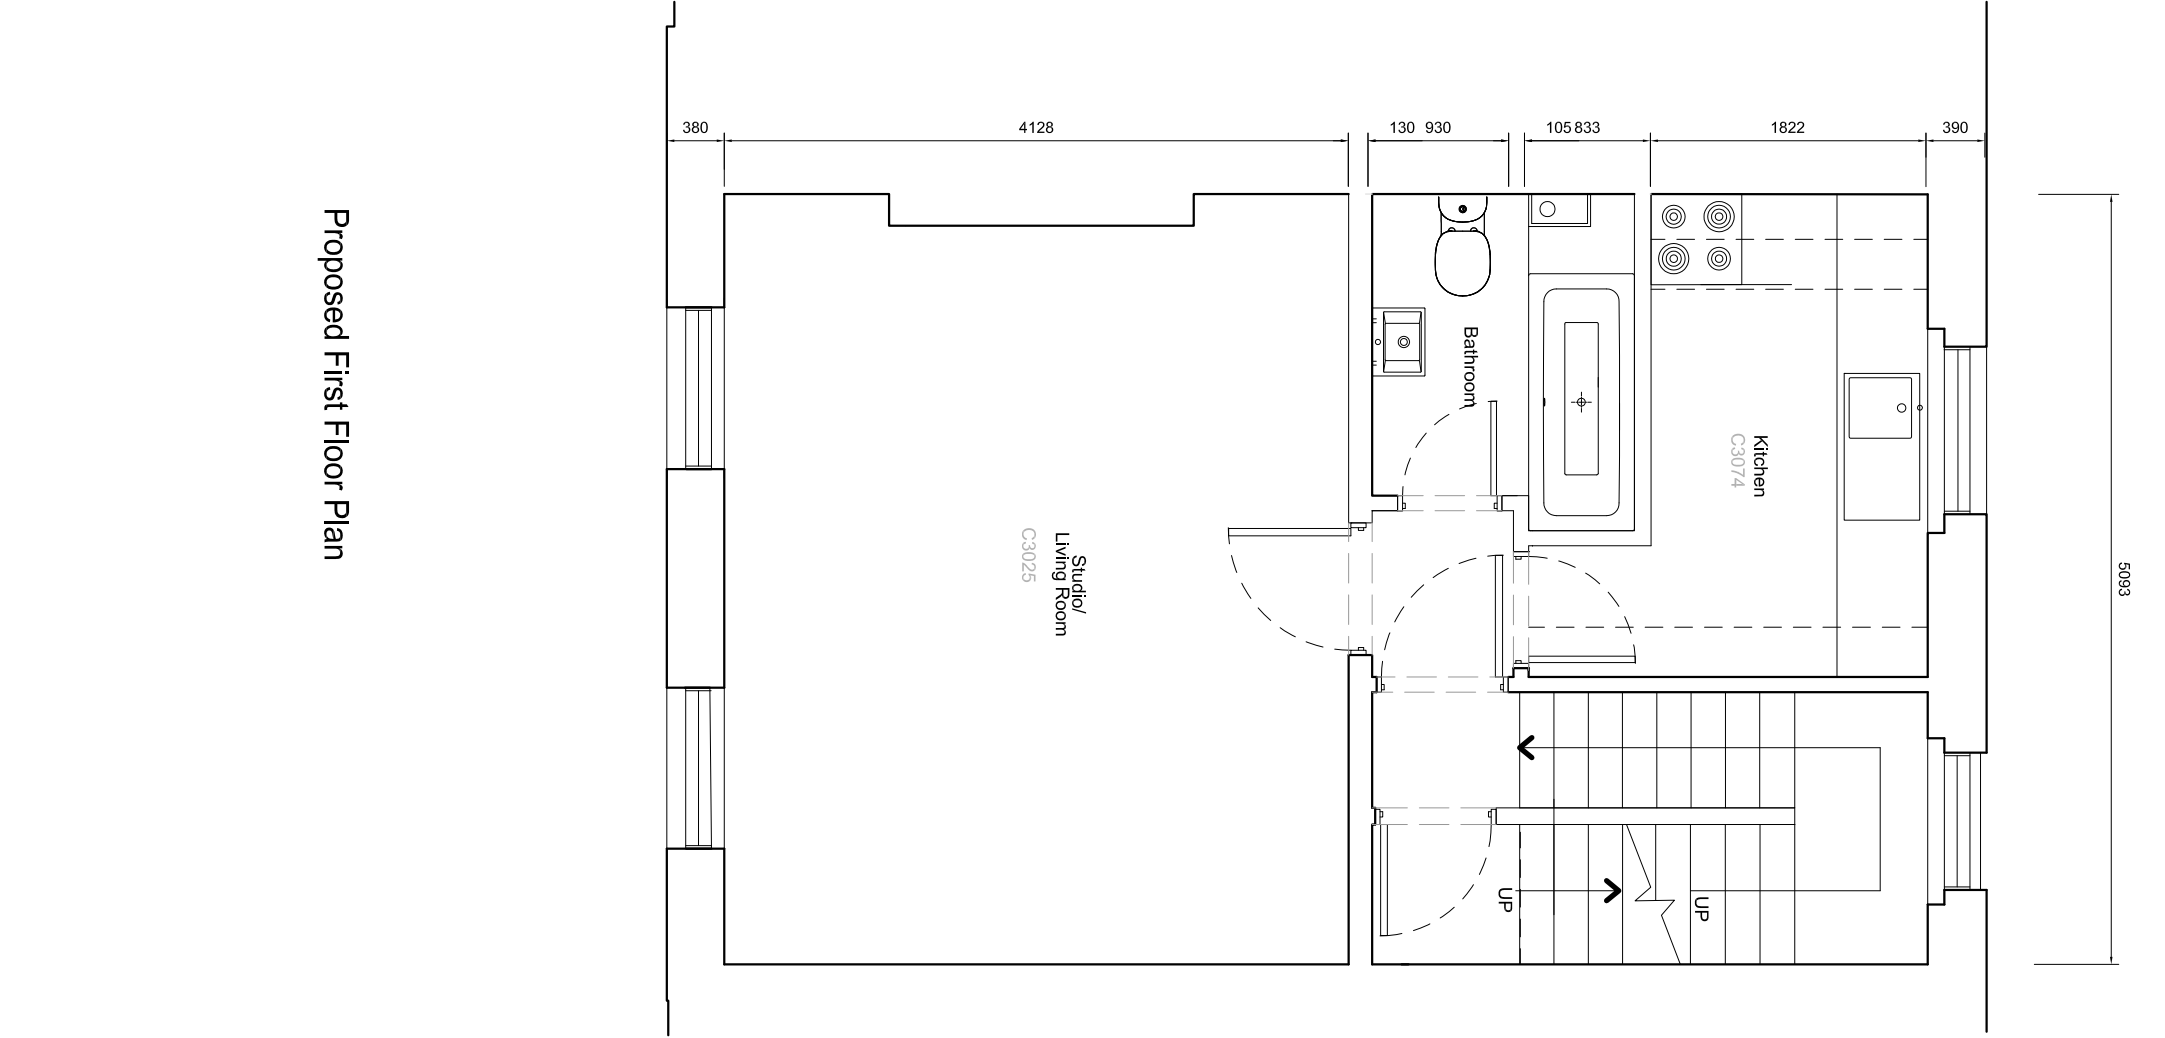 380
4128
130
930
105
833
1822
390
5093
Proposed First Floor Plan
Studio/
Living Room
C3025
Bathroom
Kitchen
C3074
UP
UP